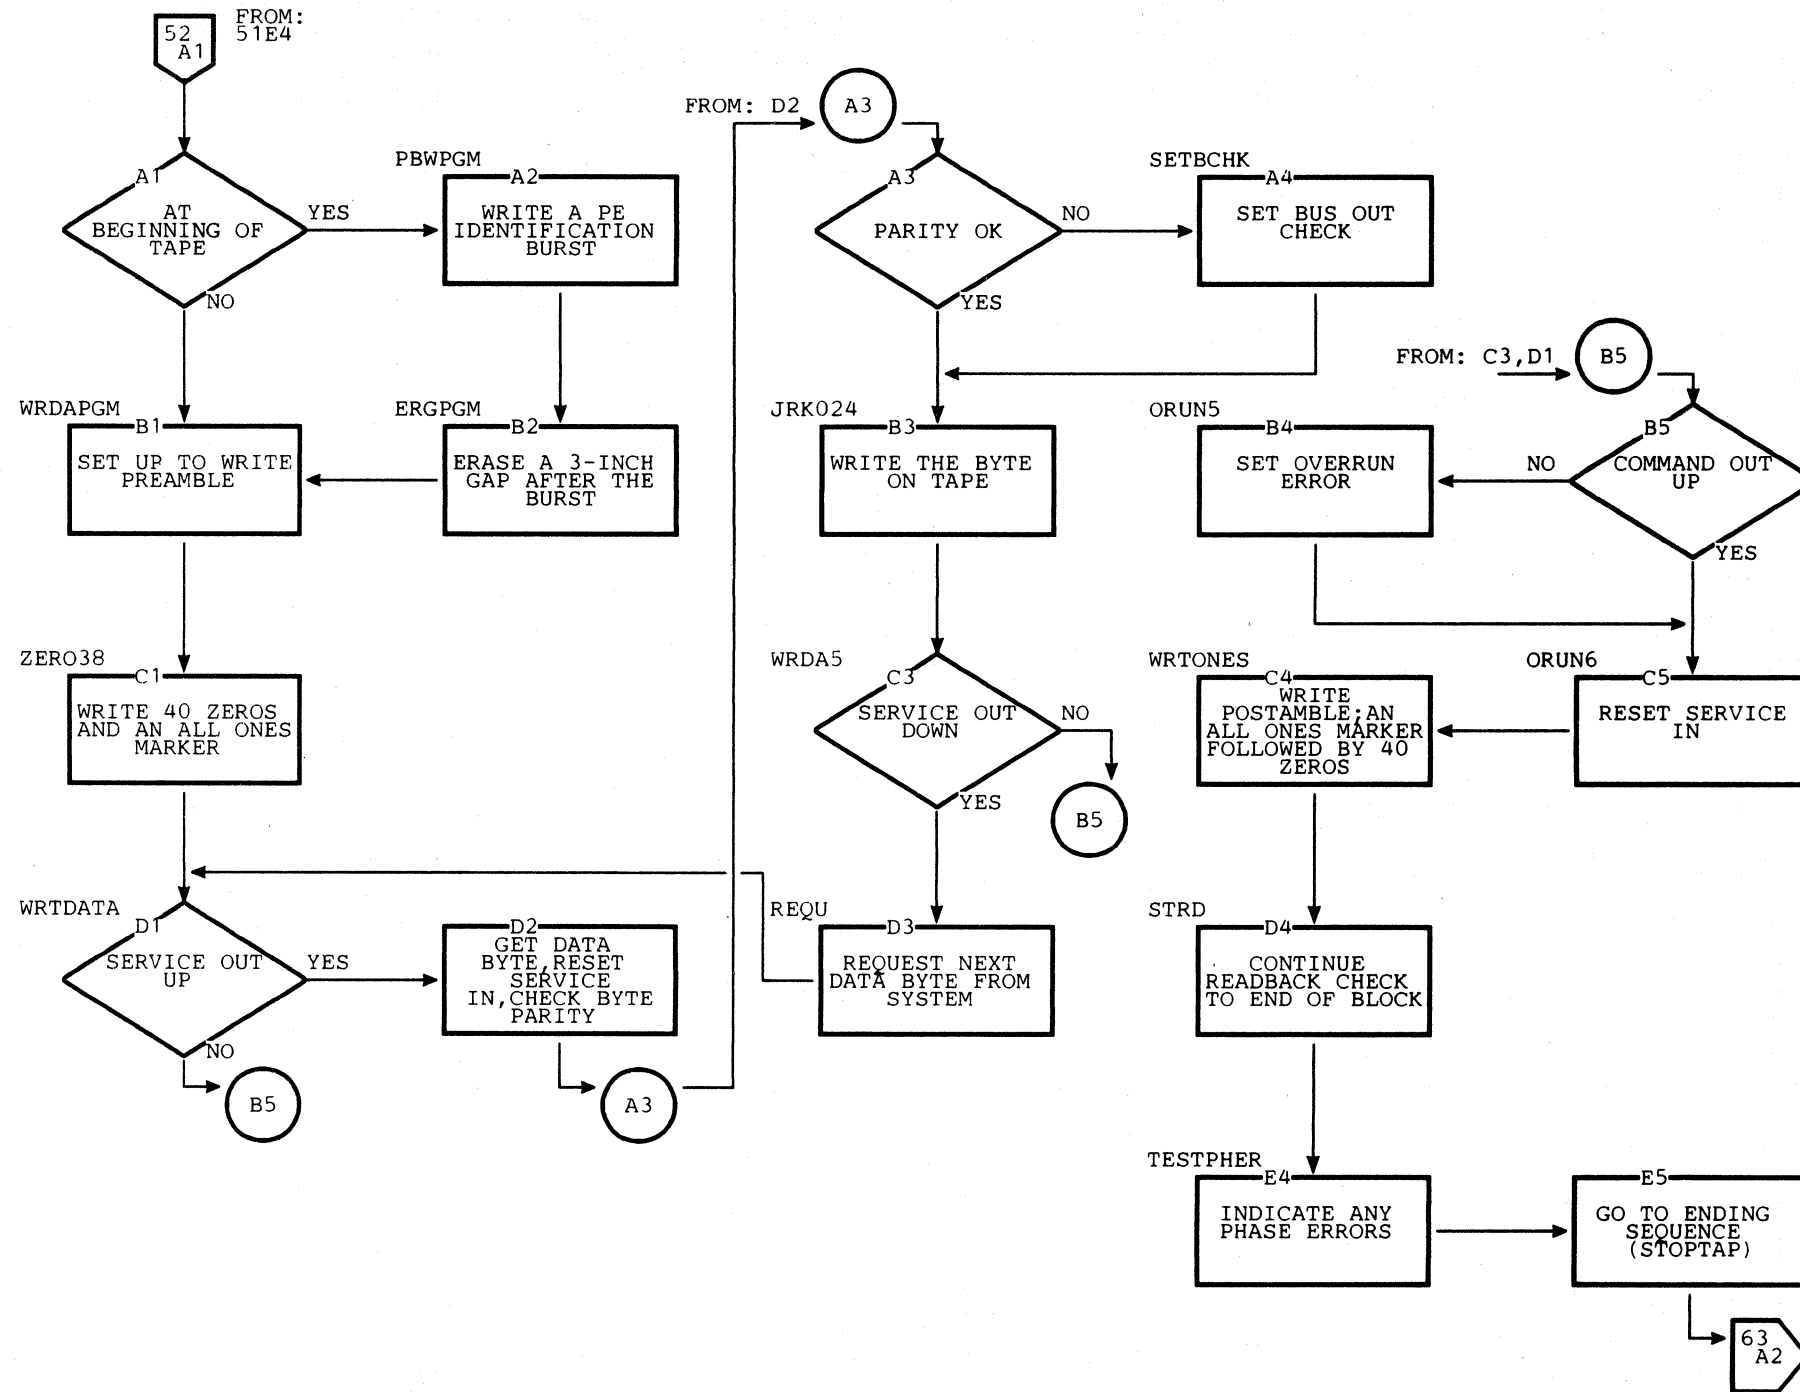 52
A1
FROM:
51E4
A1
AT
BEGINNING OF
TAPE
YES
NO
PBWPGM
A2
WRITE A PE
IDENTIFICATION
BURST
WRDAPGM
B1
SET UP TO WRITE
PREAMBLE
ERGPGM
B2
ERASE A 3-INCH
GAP AFTER THE
BURST
ZERO38
C1
WRITE 40 ZEROS
AND AN ALL ONES
MARKER
WRTDATA
D1
SERVICE OUT
UP
YES
NO
B5
D2
GET DATA
BYTE,RESET
SERVICE
IN,CHECK BYTE
PARITY
A3
FROM: D2
A3
A3
PARITY OK
NO
YES
SETBCHK
A4
SET BUS OUT
CHECK
JRK024
B3
WRITE THE BYTE
ON TAPE
WRDA5
C3
SERVICE OUT
DOWN
NO
YES
B5
REQU
D3
REQUEST NEXT
DATA BYTE FROM
SYSTEM
FROM: C3,D1
B5
B5
COMMAND OUT
UP
NO
YES
ORUN5
B4
SET OVERRUN
ERROR
ORUN6
C5
RESET SERVICE
IN
WRTONES
C4
WRITE
POSTAMBLE;AN
ALL ONES MARKER
FOLLOWED BY 40
ZEROS
STRD
D4
CONTINUE
READBACK CHECK
TO END OF BLOCK
TESTPHER
E4
INDICATE ANY
PHASE ERRORS
E5
GO TO ENDING
SEQUENCE
(STOPTAP)
63
A2